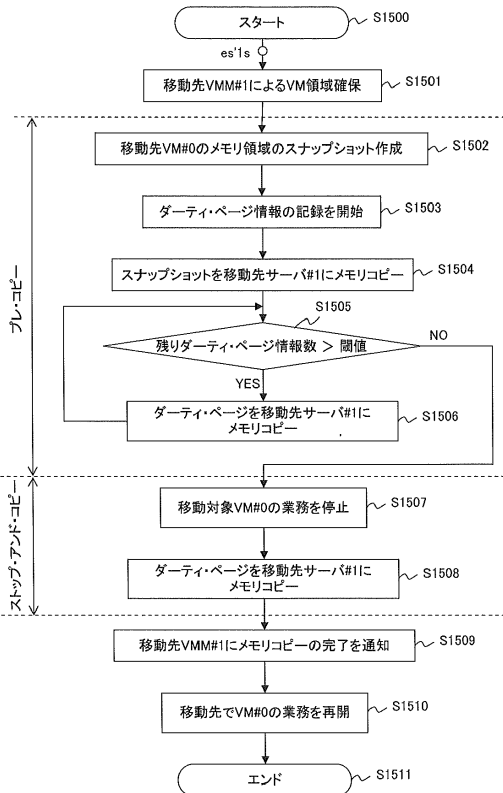 スタート
S1500
es'1s
移動先VMM#1によるVM領域確保
S1501
移動先VM#0のメモリ領域のスナップショット作成
S1502
ダーティ・ページ情報の記録を開始
S1503
スナップショットを移動先サーバ#1にメモリコピー
S1504
プレ・コピー
S1505
残りダーティ・ページ情報数 > 閾値
NO
YES
ダーティ・ページを移動先サーバ#1に
メモリコピー
S1506
ストップ・アンド・コピー
移動対象VM#0の業務を停止
S1507
ダーティ・ページを移動先サーバ#1に
メモリコピー
S1508
移動先VMM#1にメモリコピーの完了を通知
S1509
移動先でVM#0の業務を再開
S1510
エンド
S1511